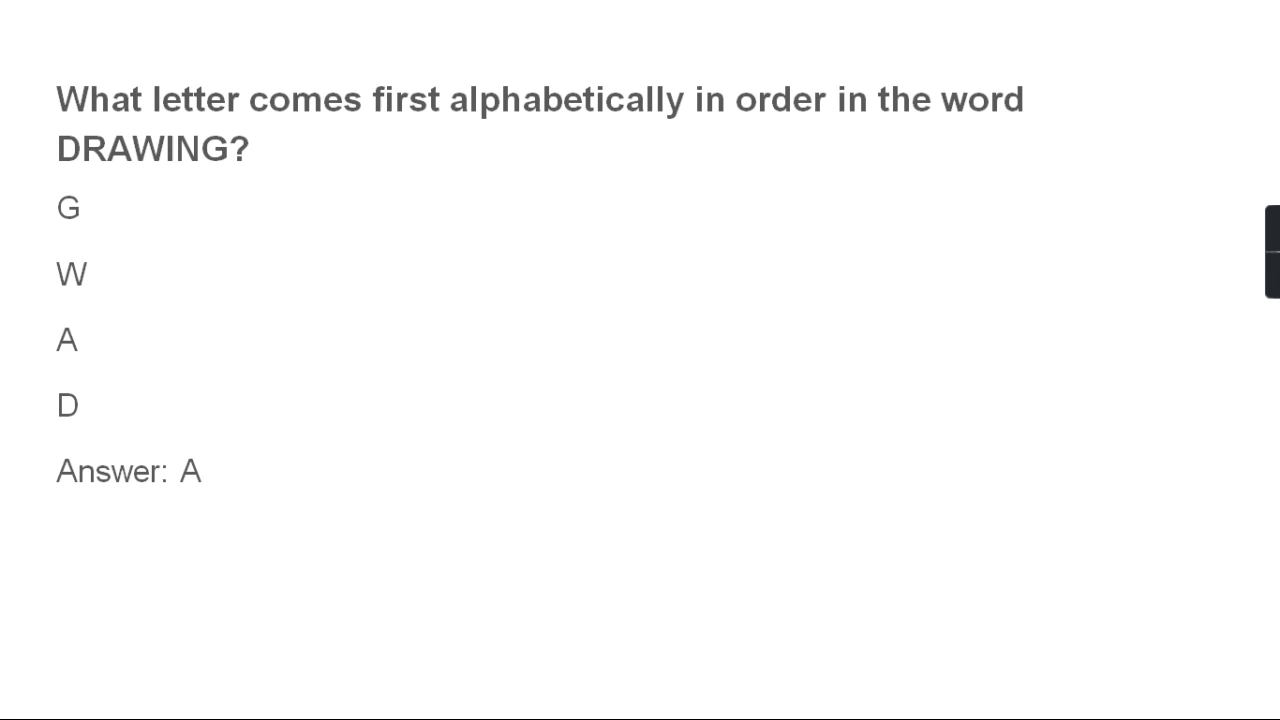 What letter comes first alphabetically in order in the word
DRAWING?
G
W
A
D
Answer: A